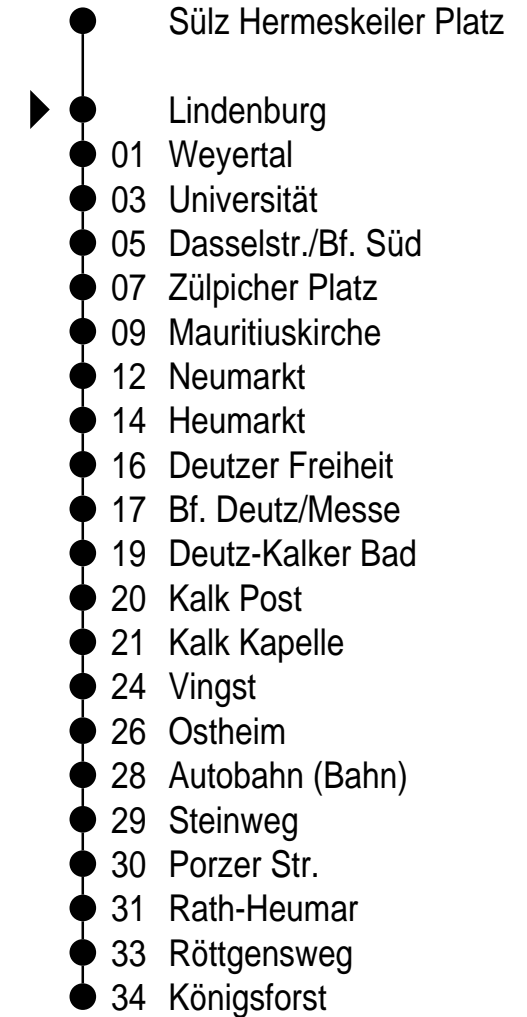 Sülz Hermeskeiler Platz
Lindenburg
01 Weyertal
03 Universität
05 Dasselstr./Bf. Süd
07 Zülpicher Platz
09 Mauritiuskirche
12 Neumarkt
14 Heumarkt
16 Deutzer Freiheit
17 Bf. Deutz/Messe
19 Deutz-Kalker Bad
20 Kalk Post
21 Kalk Kapelle
24 Vingst
26 Ostheim
28 Autobahn (Bahn)
29 Steinweg
30 Porzer Str.
31 Rath-Heumar
33 Röttgensweg
34 Königsforst